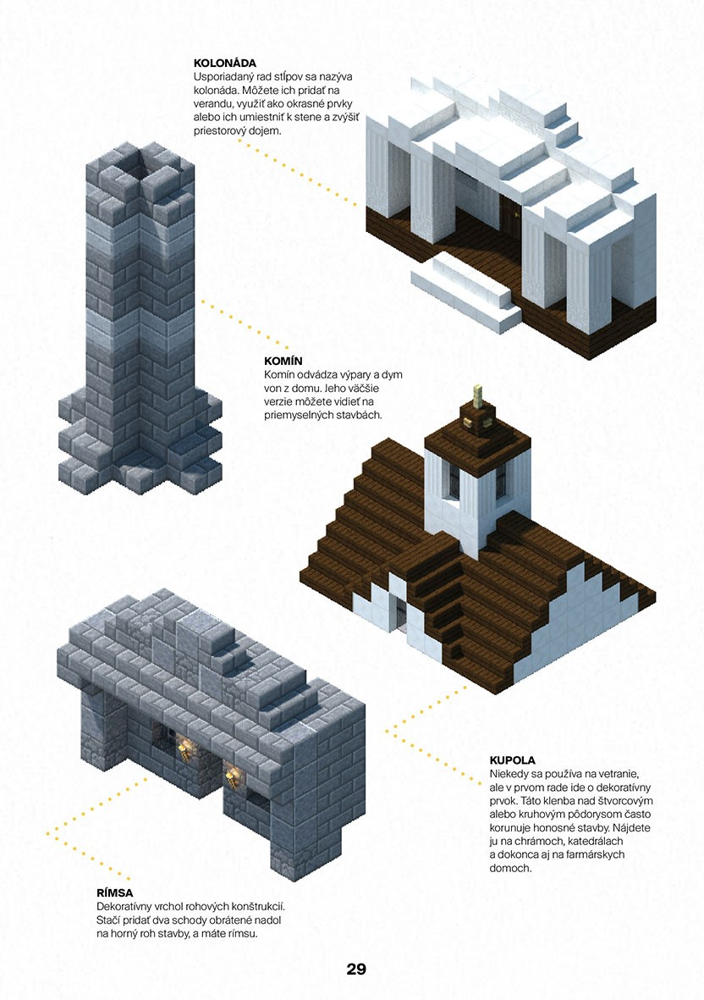 KOLONÁDA
Usporiadaný rad stĺpov sa nazýva
kolonáda. Môžete ich pridať na
verandu, využiť ako okrasné prvky
alebo ich umiestniť k stene a zvýšiť
priestorový dojem.
KOMÍN
Komín odvádza výpary a dym
von z domu. Jeho väčšie
verzie môžete vidieť na
priemyselných stavbách.
KUPOLA
Niekedy sa používa na vetranie,
ale v prvom rade ide o dekoratívny
prvok. Táto klenba nad štvorcovým
alebo kruhovým pôdorysom často
korunuje honosné stavby. Nájdete
ju na chrámoch, katedrálach
a dokonca aj na farmárskych
domoch.
RÍMSA
Dekoratívny vrchol rohových konštrukcií.
Stačí pridať dva schody obrátené nadol
na horný roh stavby, a máte rímsu.
29